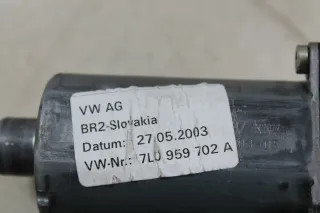 VW AG
BR2-Slovakia
Datum: 27.05.2003
VW-Nr.: 7L0 959 702 A